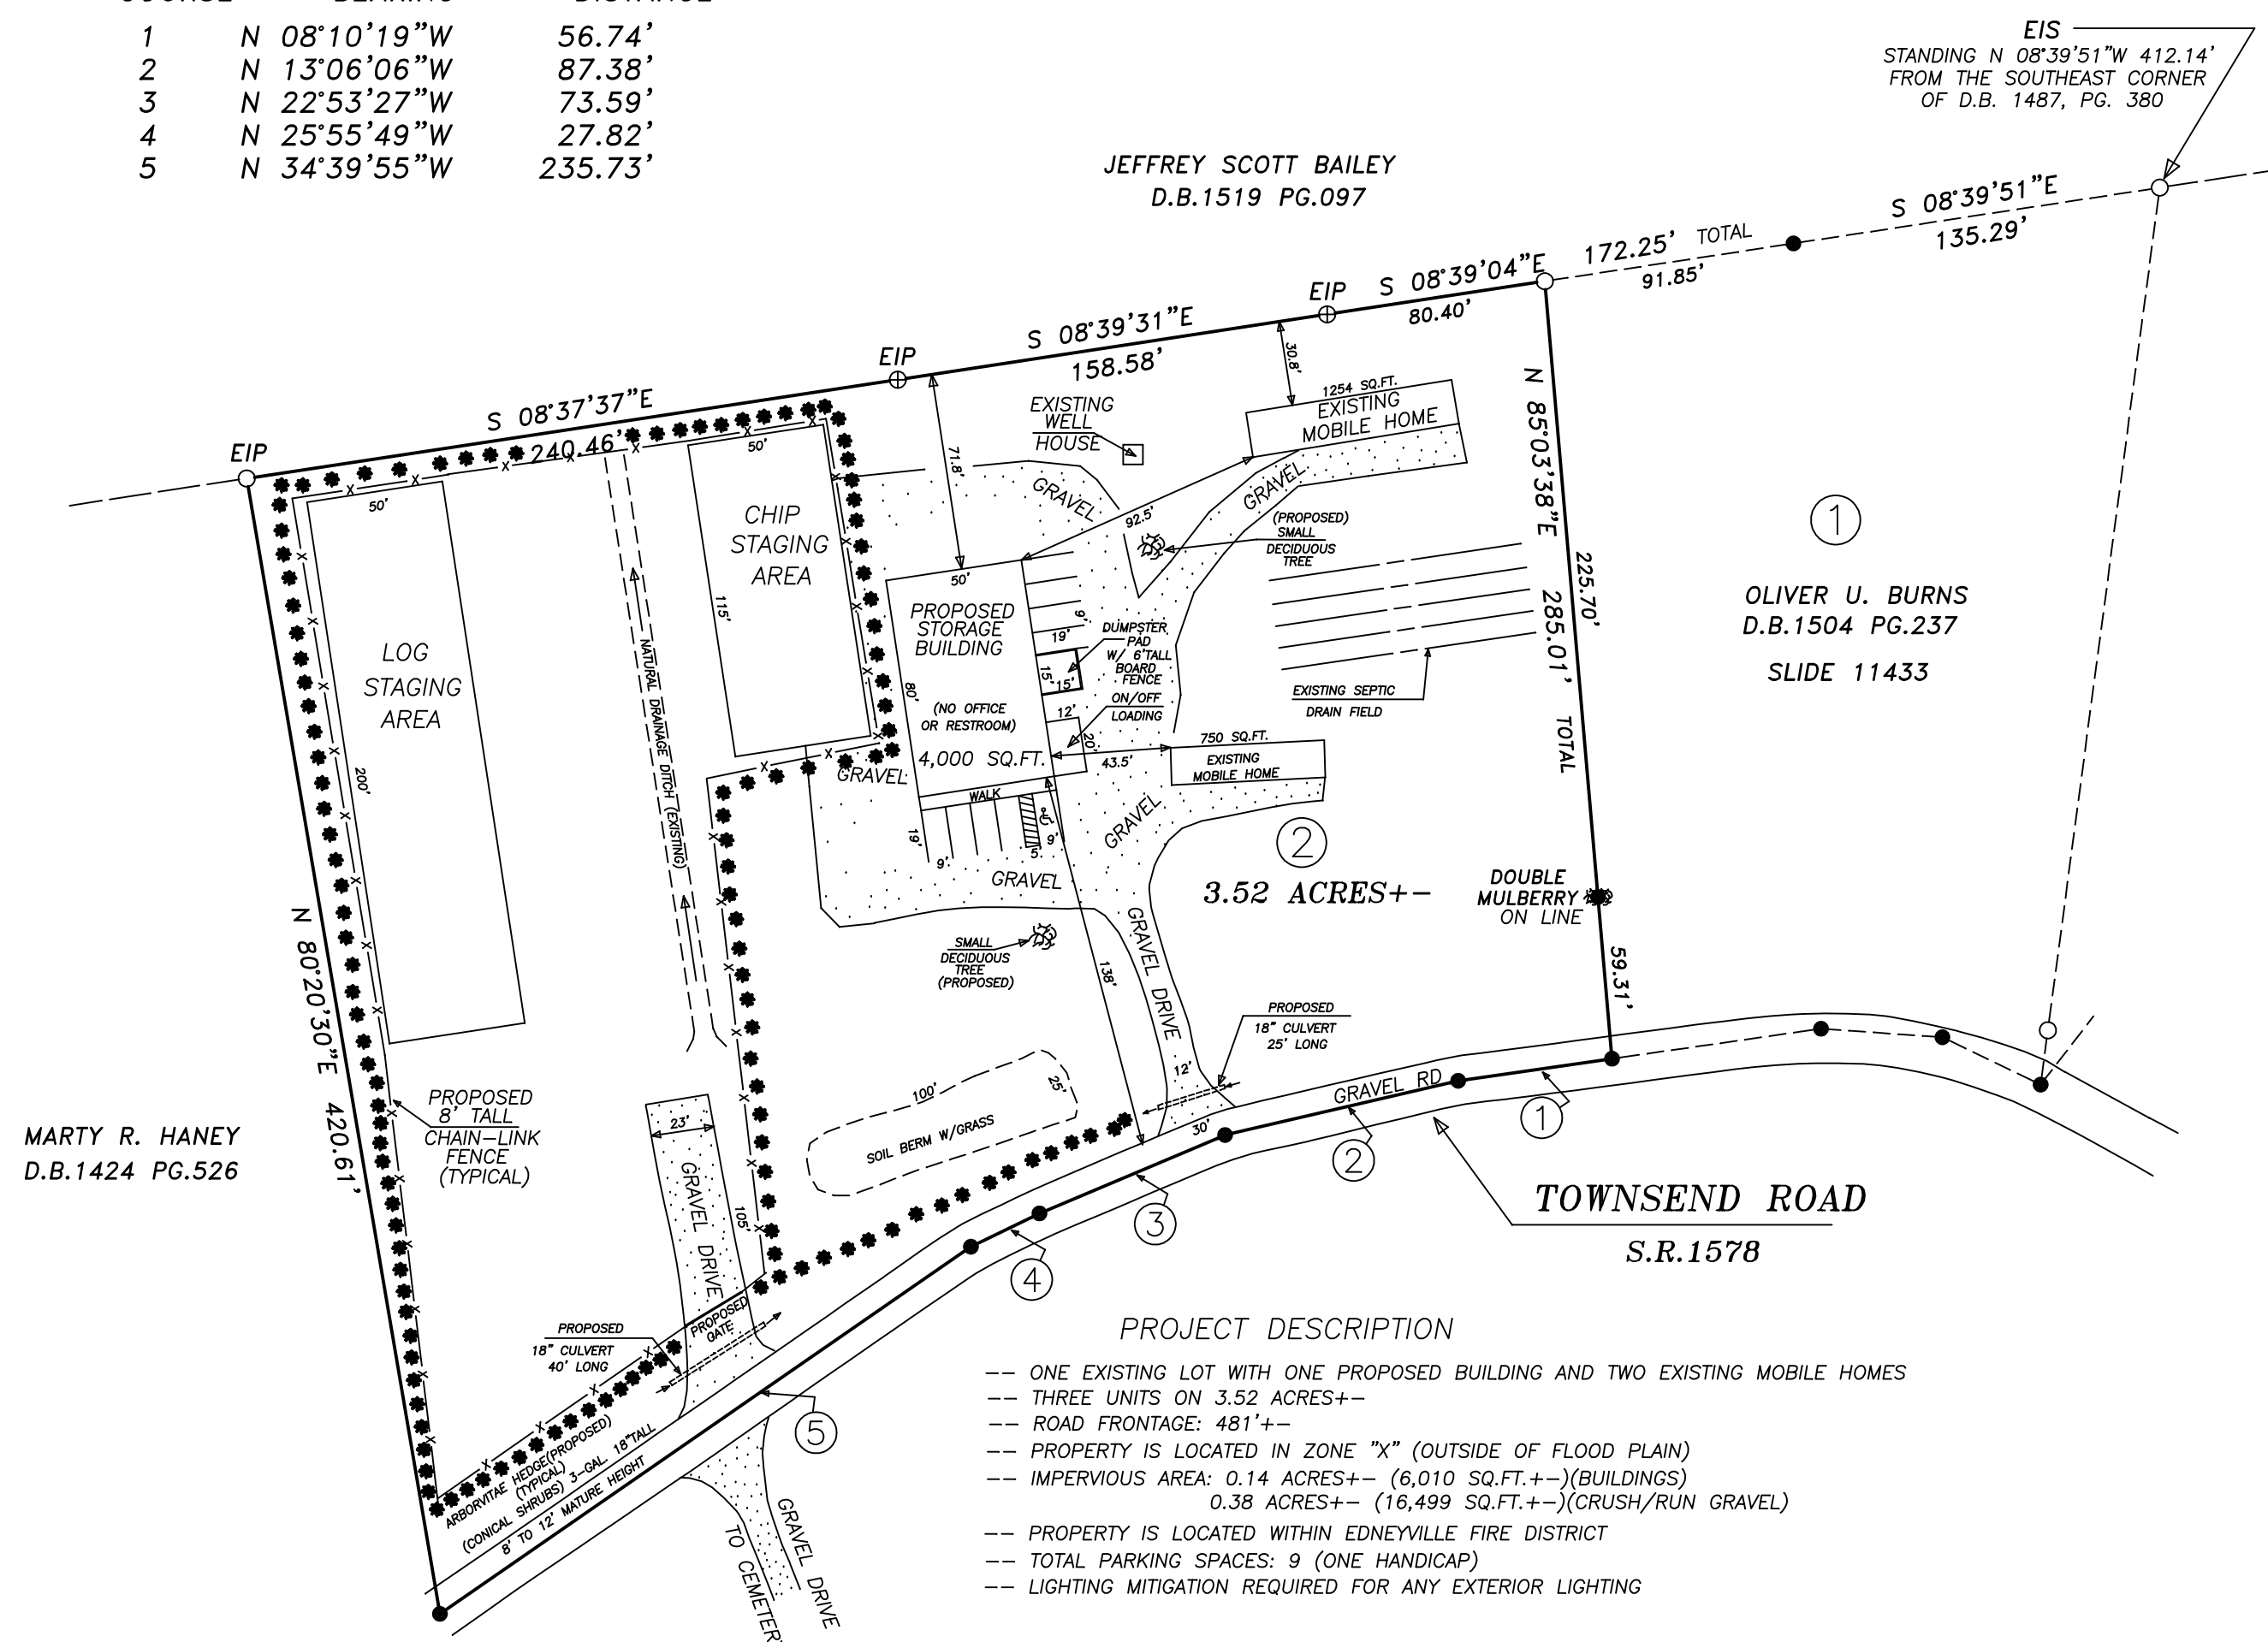 COURSE BEARING DISTANCE
1 N 08°10'19"W 56.74'
2 N 13°06'06"W 87.38'
3 N 22°53'27"W 73.59'
4 N 25°55'49"W 27.82'
5 N 34°39'55"W 235.73'
EIS
STANDING N 08°39'51"W 412.14'
FROM THE SOUTHEAST CORNER
OF D.B. 1487, PG. 380
JEFFREY SCOTT BAILEY
D.B.1519 PG.097
S 08°39'51"E
135.29'
172.25' TOTAL
91.85'
S 08°39'04"E
80.40'
EIP
S 08°39'31"E
158.58'
EIP
S 08°37'37"E
240.46'
EIP
50'
50'
71.8'
30.8'
EXISTING
WELL
HOUSE
1254 SQ.FT.
EXISTING
MOBILE HOME
GRAVEL
GRAVEL
92.5'
(PROPOSED)
SMALL
DECIDUOUS
TREE
CHIP
STAGING
AREA
115'
LOG
STAGING
AREA
200'
NATURAL DRAINAGE DITCH (EXISTING)
50'
PROPOSED
STORAGE
BUILDING
80'
(NO OFFICE
OR RESTROOM)
4,000 SQ.FT.
9'
19'
DUMPSTER
PAD
W/ 6'TALL
BOARD
FENCE
15'
15'
ON/OFF
LOADING
12'
20'
43.5'
750 SQ.FT.
EXISTING
MOBILE HOME
EXISTING SEPTIC
DRAIN FIELD
N 85°03'38"E 285.01' TOTAL
225.70'
59.31'
1
OLIVER U. BURNS
D.B.1504 PG.237
SLIDE 11433
GRAVEL
WALK
19'
9'
5'
9'
GRAVEL
GRAVEL
2
3.52 ACRES+-
DOUBLE
MULBERRY
ON LINE
SMALL
DECIDUOUS
TREE
(PROPOSED)
138'
GRAVEL DRIVE
PROPOSED
18" CULVERT
25' LONG
12'
30'
GRAVEL RD
N 80°20'30"E 420.61'
MARTY R. HANEY
D.B.1424 PG.526
PROPOSED
8' TALL
CHAIN-LINK
FENCE
(TYPICAL)
23'
GRAVEL DRIVE
105'
100'
25'
SOIL BERM W/GRASS
PROPOSED
GATE
PROPOSED
18" CULVERT
40' LONG
1
2
3
4
5
TOWNSEND ROAD
S.R.1578
ARBORVITAE HEDGE(PROPOSED)
(TYPICAL)
(CONICAL SHRUBS) 3-GAL. 18"TALL
8' TO 12' MATURE HEIGHT
TO CEMETERY
GRAVEL DRIVE
PROJECT DESCRIPTION
-- ONE EXISTING LOT WITH ONE PROPOSED BUILDING AND TWO EXISTING MOBILE HOMES
-- THREE UNITS ON 3.52 ACRES+-
-- ROAD FRONTAGE: 481'+-
-- PROPERTY IS LOCATED IN ZONE "X" (OUTSIDE OF FLOOD PLAIN)
-- IMPERVIOUS AREA: 0.14 ACRES+- (6,010 SQ.FT.+-)(BUILDINGS)
0.38 ACRES+- (16,499 SQ.FT.+-)(CRUSH/RUN GRAVEL)
-- PROPERTY IS LOCATED WITHIN EDNEYVILLE FIRE DISTRICT
-- TOTAL PARKING SPACES: 9 (ONE HANDICAP)
-- LIGHTING MITIGATION REQUIRED FOR ANY EXTERIOR LIGHTING